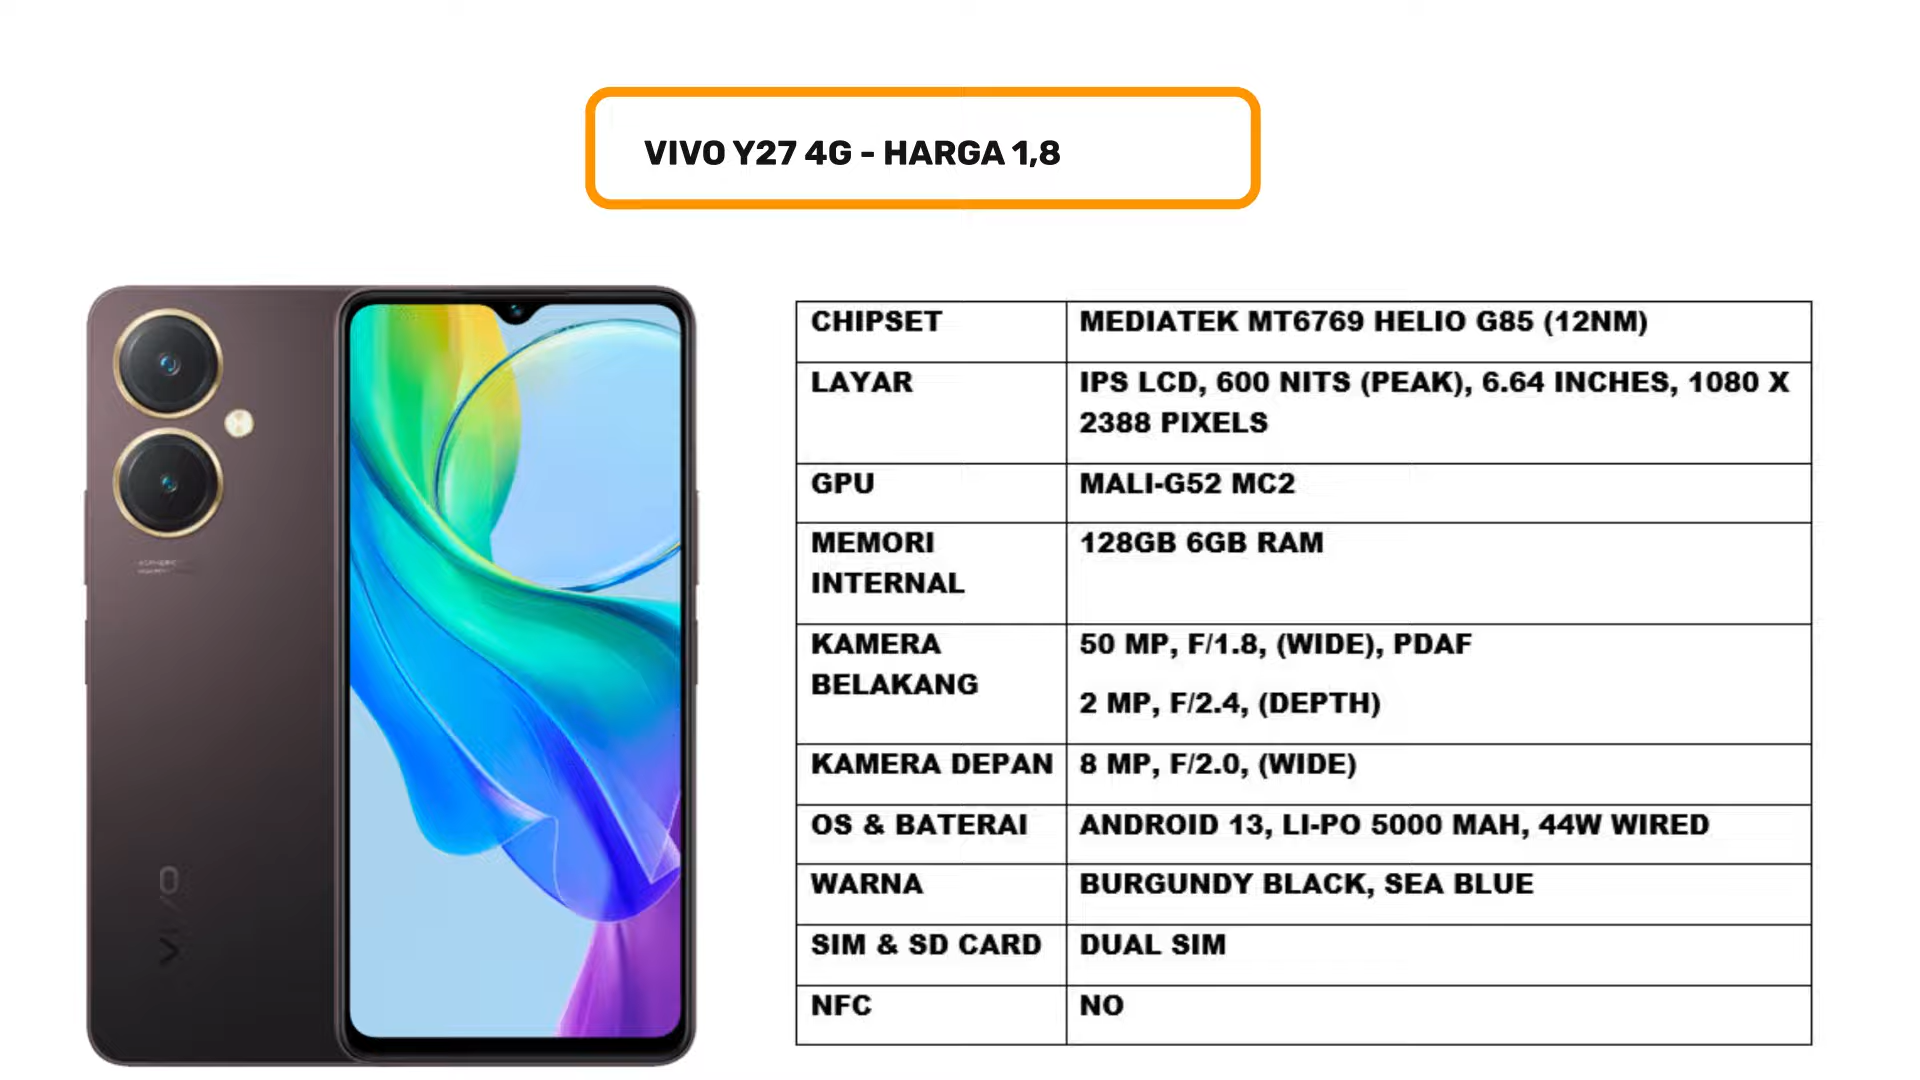 VIVO Y27 4G - HARGA 1,8
CHIPSET
MEDIATEK MT6769 HELIO G85 (12NM)
LAYAR
IPS LCD, 600 NITS (PEAK), 6.64 INCHES, 1080 X
2388 PIXELS
GPU
MALI-G52 MC2
MEMORI
INTERNAL
128GB 6GB RAM
KAMERA
BELAKANG
50 MP, F/1.8, (WIDE), PDAF
2 MP, F/2.4, (DEPTH)
KAMERA DEPAN
8 MP, F/2.0, (WIDE)
OS & BATERAI
ANDROID 13, LI-PO 5000 MAH, 44W WIRED
WARNA
BURGUNDY BLACK, SEA BLUE
SIM & SD CARD
DUAL SIM
NFC
NO
vivo